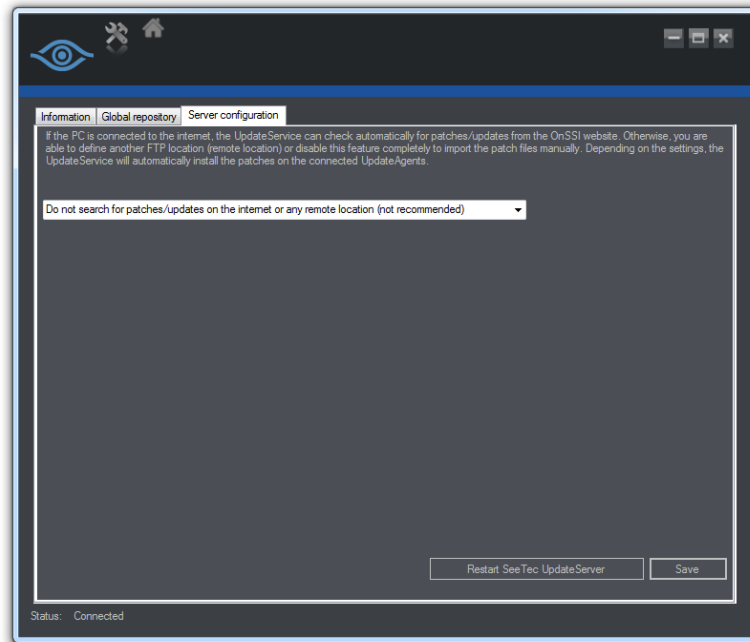 Information Global repository Server configuration
If the PC is connected to the internet, the UpdateService can check automatically for patches/updates from the OnSSI website. Otherwise, you are
able to define another FTP location (remote location) or disable this feature completely to import the patch files manually. Depending on the settings, the
UpdateService will automatically install the patches on the connected UpdateAgents.
Do not search for patches/updates on the internet or any remote location (not recommended)
Restart SeeTec UpdateServer Save
Status: Connected